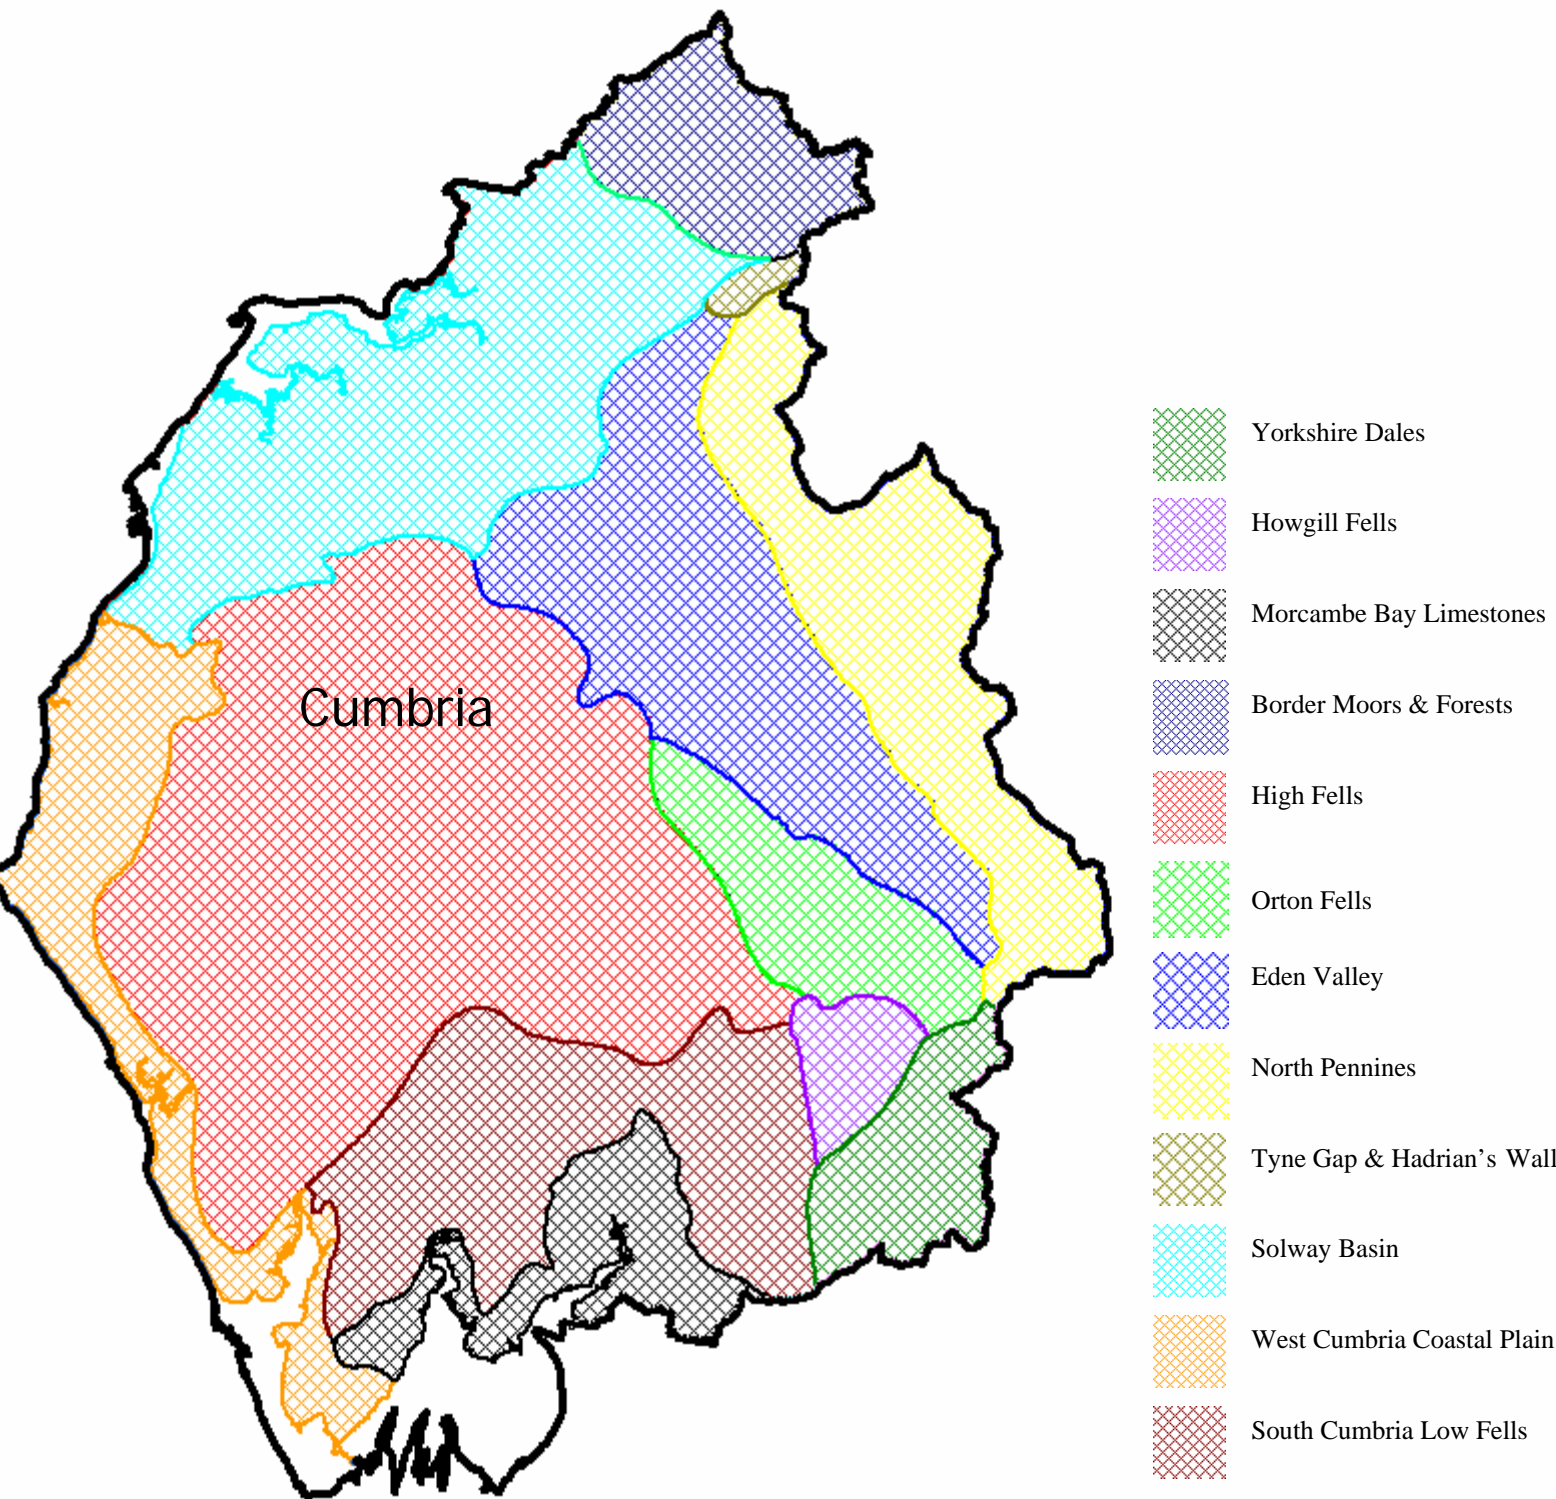 Cumbria
Yorkshire Dales
Howgill Fells
Morcambe Bay Limestones
Border Moors & Forests
High Fells
Orton Fells
Eden Valley
North Pennines
Tyne Gap & Hadrian’s Wall
Solway Basin
West Cumbria Coastal Plain
South Cumbria Low Fells